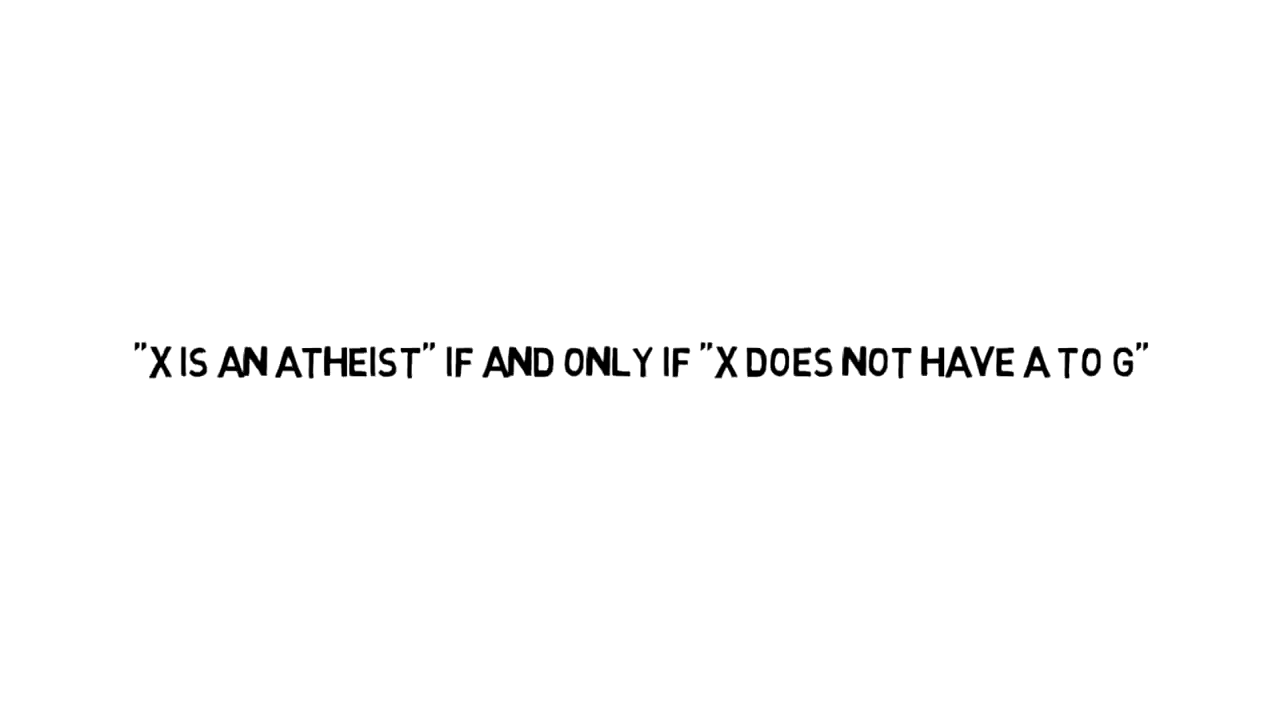 "X IS AN ATHEIST" IF AND ONLY IF "X DOES NOT HAVE A TO G"